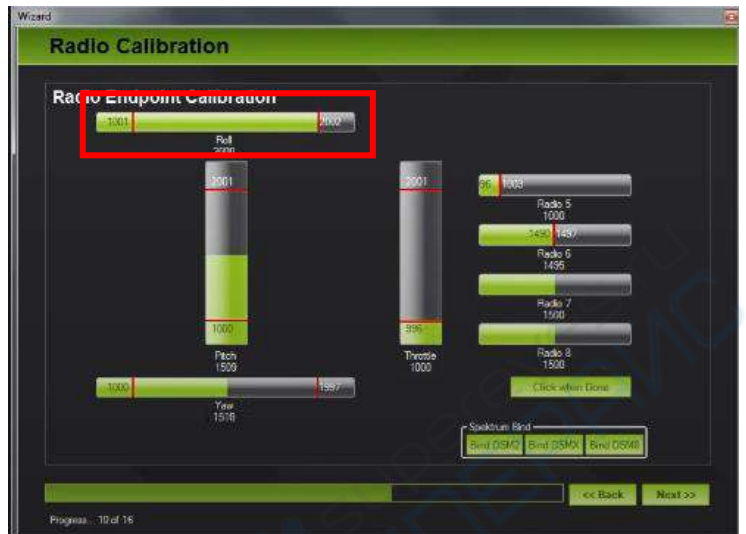 Wizard
Radio Calibration
Radio Endpoint Calibration
1001 2002
Roll
2000
2001
1000
Pitch
1509
2001
996
Throttle
1000
1003
Radio 5
1000
1490 1497
Radio 6
1495
Radio 7
1500
Radio 8
1500
1000 1997
Yaw
1516
Click when Done
Spektrum Bind
Bind DSM2 Bind DSMX Bind DSM8
<< Back Next >>
Progress... 10 of 16